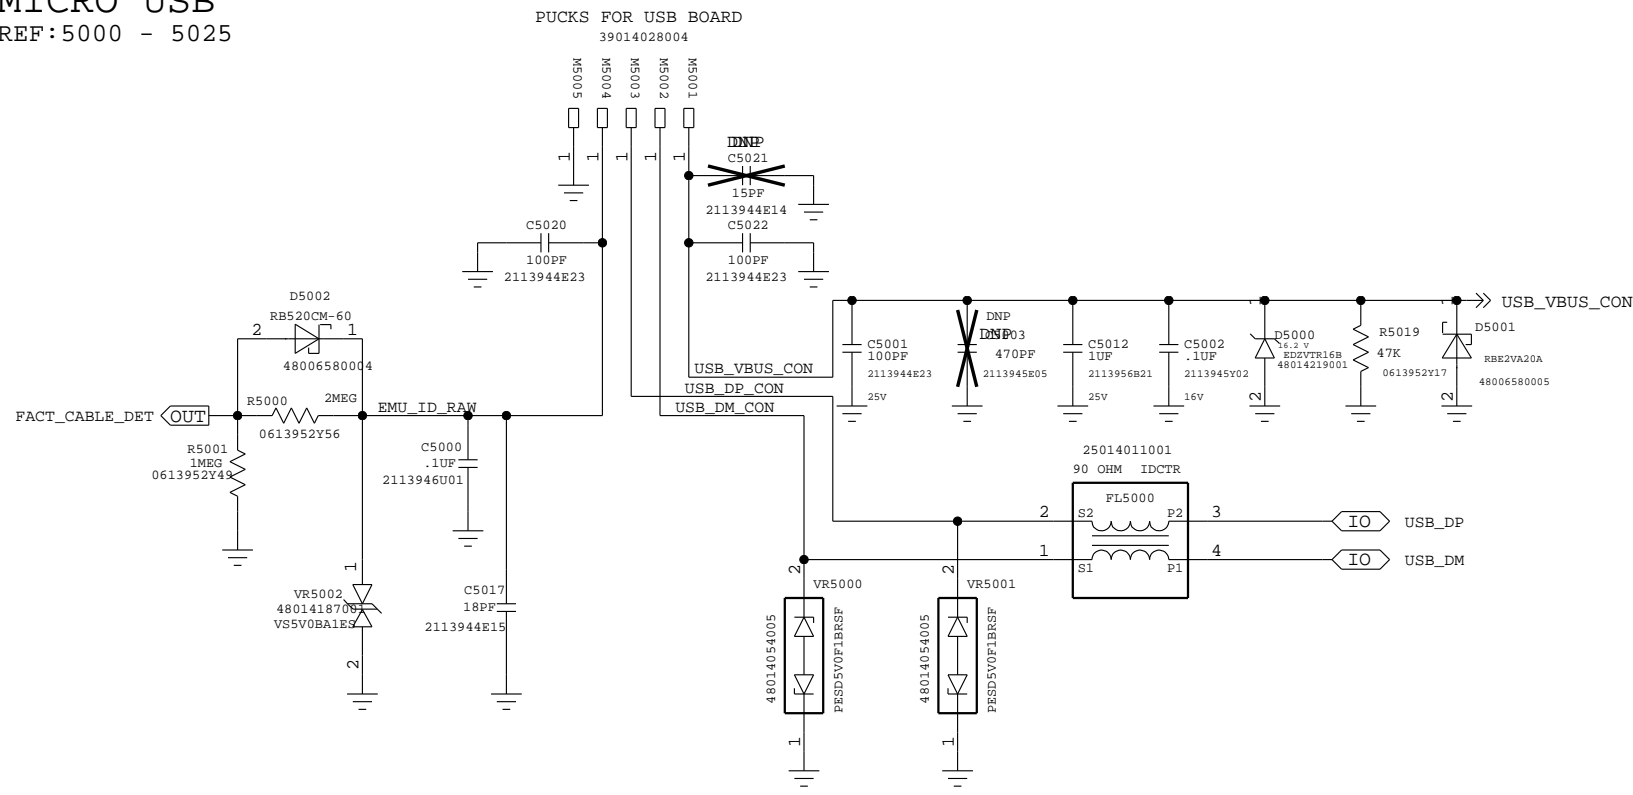 MICRO USB
REF:5000 - 5025
PUCKS FOR USB BOARD
39014028004
M5005
M5004
M5003
M5002
M5001
1
1
1
1
1
DNP
C5021
15PF
2113944E14
C5020
100PF
2113944E23
C5022
100PF
2113944E23
D5002
RB520CM-60
2
1
48006580004
FACT_CABLE_DET
OUT
R5000
2MEG
0613952Y56
EMU_ID_RAW
R5001
1MEG
0613952Y49
C5000
.1UF
2113946U01
1
VR5002
48014187001
VS5V0BA1ES
2
C5017
18PF
2113944E15
USB_VBUS_CON
USB_DP_CON
USB_DM_CON
USB_VBUS_CON
C5001
100PF
2113944E23
25V
DNP
DNP
470PF
2113945E05
C5012
1UF
2113956B21
25V
C5002
.1UF
2113945Y02
16V
D5000
16.2 V
EDZVTR16B
48014219001
2
R5019
47K
0613952Y17
D5001
RBE2VA20A
48006580005
2
25014011001
90 OHM IDCTR
FL5000
2
S2
P2
3
IO
USB_DP
1
S1
P1
4
IO
USB_DM
2
VR5000
48014054005
PESD5V0F1BRSF
1
2
VR5001
48014054005
PESD5V0F1BRSF
1